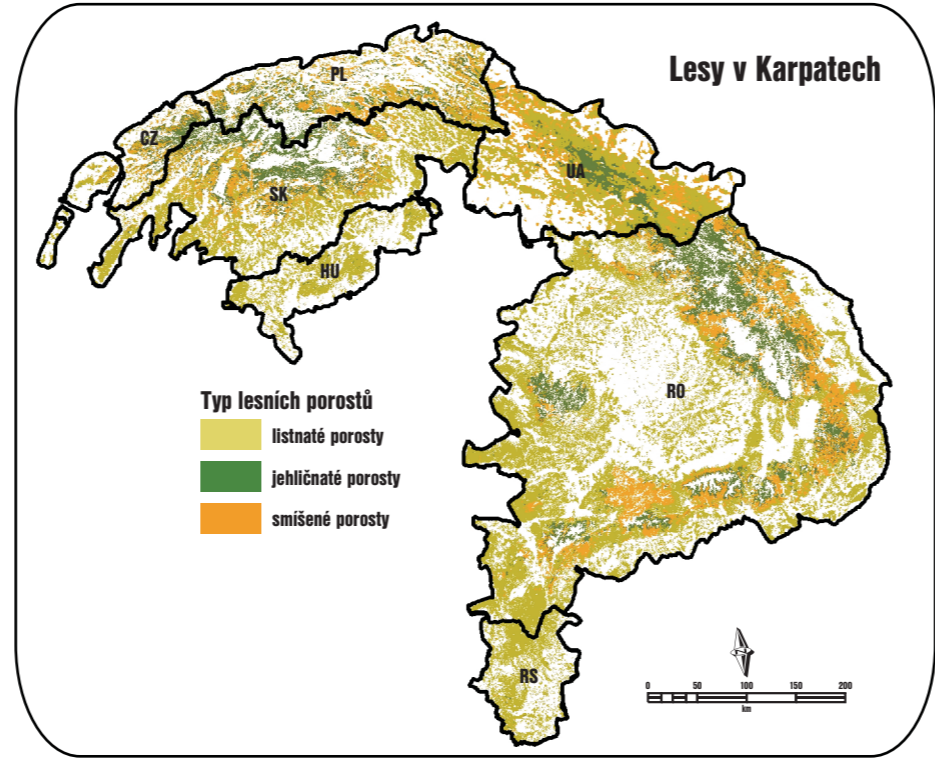 Lesy v Karpatech
PL
CZ
SK
UA
HU
RO
RS
Typ lesních porostů
listnaté porosty
jehličnaté porosty
smíšené porosty
0 50 100 150 200
km